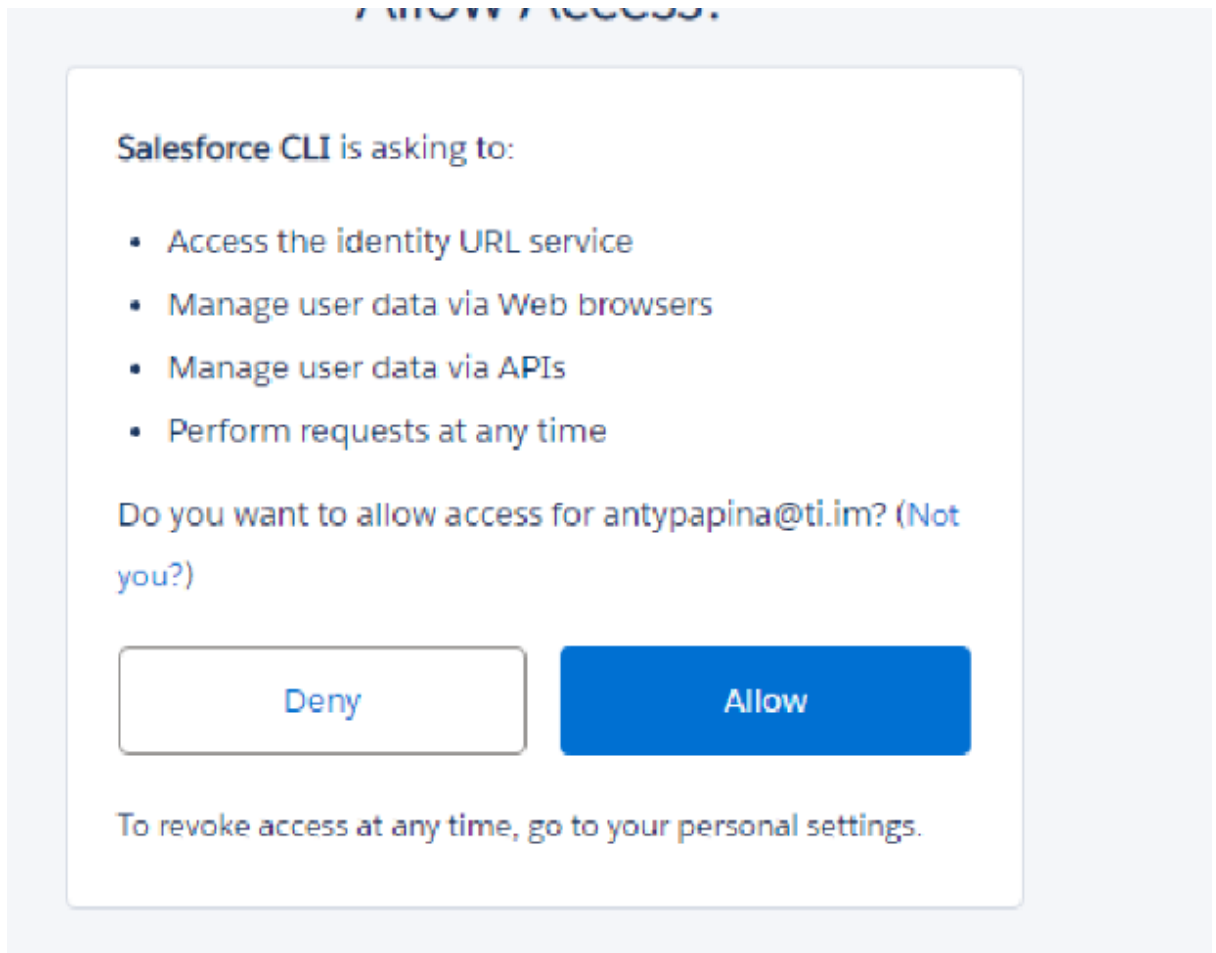 Allow Access?
Salesforce CLI is asking to:
• Access the identity URL service
• Manage user data via Web browsers
• Manage user data via APIs
• Perform requests at any time
Do you want to allow access for antypapina@ti.im? (Not
you?)
Deny
Allow
To revoke access at any time, go to your personal settings.